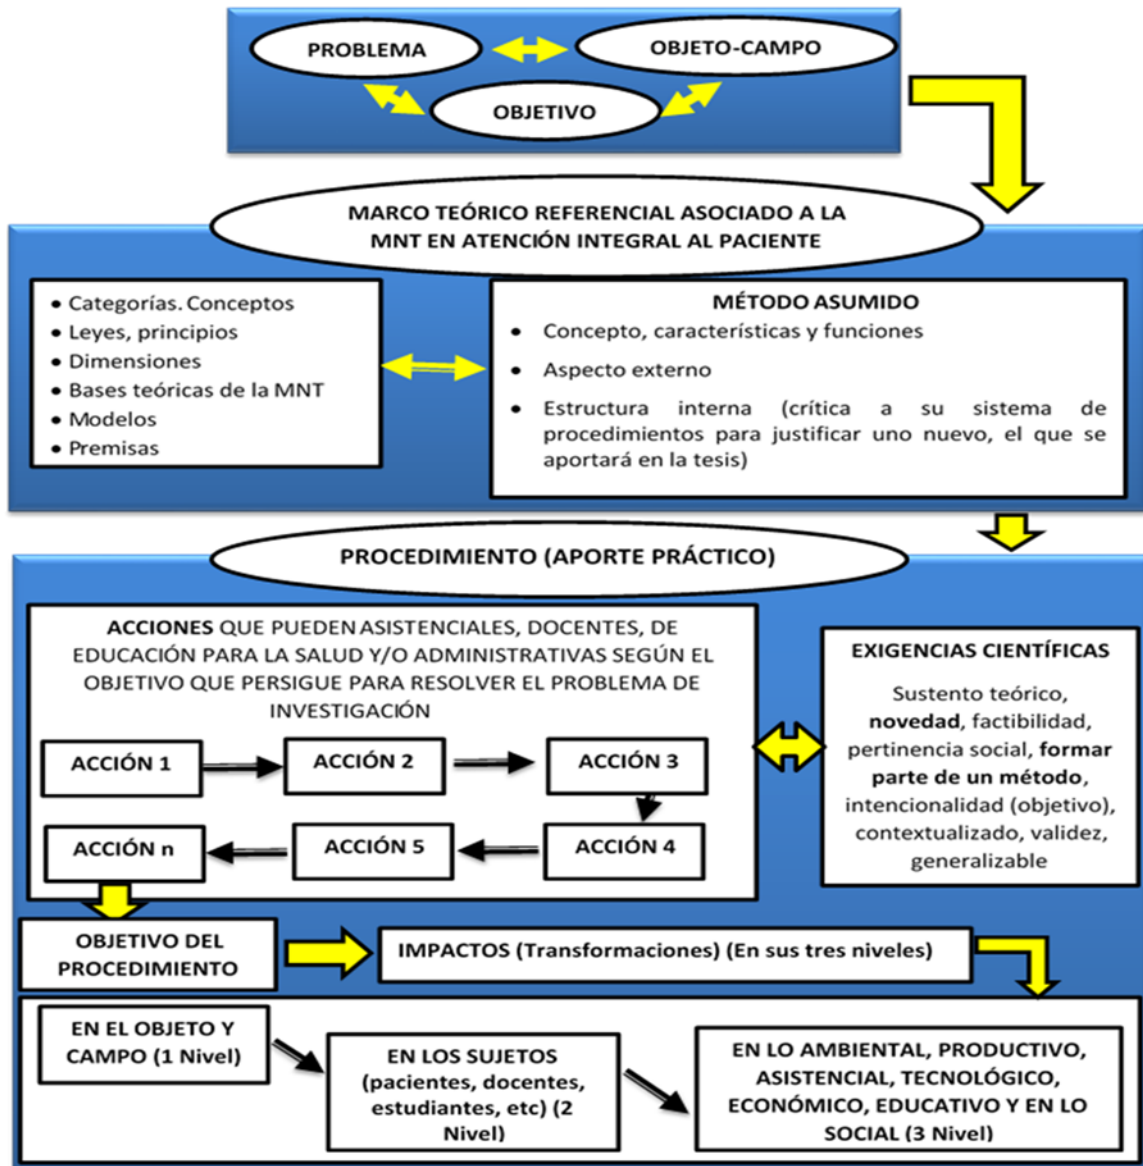 PROBLEMA
OBJETO-CAMPO
OBJETIVO
MARCO TEÓRICO REFERENCIAL ASOCIADO A LA
MNT EN ATENCIÓN INTEGRAL AL PACIENTE
• Categorías. Conceptos
• Leyes, principios
• Dimensiones
• Bases teóricas de la MNT
• Modelos
• Premisas
MÉTODO ASUMIDO
• Concepto, características y funciones
• Aspecto externo
• Estructura interna (crítica a su sistema de
procedimientos para justificar uno nuevo, el que se
aportará en la tesis)
PROCEDIMIENTO (APORTE PRÁCTICO)
ACCIONES QUE PUEDEN ASISTENCIALES, DOCENTES, DE
EDUCACIÓN PARA LA SALUD Y/O ADMINISTRATIVAS SEGÚN EL
OBJETIVO QUE PERSIGUE PARA RESOLVER EL PROBLEMA DE
INVESTIGACIÓN
ACCIÓN 1
ACCIÓN 2
ACCIÓN 3
ACCIÓN n
ACCIÓN 5
ACCIÓN 4
EXIGENCIAS CIENTÍFICAS
Sustento teórico,
novedad, factibilidad,
pertinencia social, formar
parte de un método,
intencionalidad (objetivo),
contextualizado, validez,
generalizable
OBJETIVO DEL
PROCEDIMIENTO
IMPACTOS (Transformaciones) (En sus tres niveles)
EN EL OBJETO Y
CAMPO (1 Nivel)
EN LOS SUJETOS
(pacientes, docentes,
estudiantes, etc) (2
Nivel)
EN LO AMBIENTAL, PRODUCTIVO,
ASISTENCIAL, TECNOLÓGICO,
ECONÓMICO, EDUCATIVO Y EN LO
SOCIAL (3 Nivel)